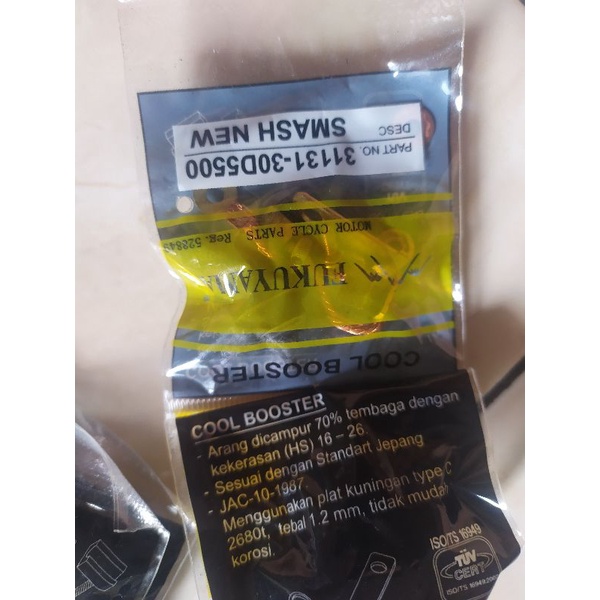 PART NO. 31131-30D5500
DESC SMASH NEW
MOTOR CYCLE PARTS Reg. 522849
FUKUYAMA
COOL BOOSTER
COOL BOOSTER
- Arang dicampur 70% tembaga dengan
kekerasan (HS) 16 – 26.
- Sesuai dengan Standart Jepang
- JAC-10-1987.
Menggunakan plat kuningan type C
2680t, tebal 1.2 mm, tidak mudah
korosi.
ISO/TS 16949
TÜV
CERT